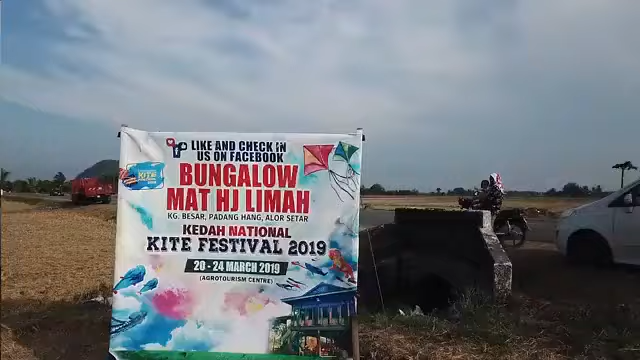 LIKE AND CHECK IN
US ON FACEBOOK
KITE
BUNGALOW
MAT HJ LIMAH
KG. BESAR, PADANG HANG, ALOR SETAR
KEDAH NATIONAL
KITE FESTIVAL 2019
20 - 24 MARCH 2019
(AGROTOURISM CENTRE)